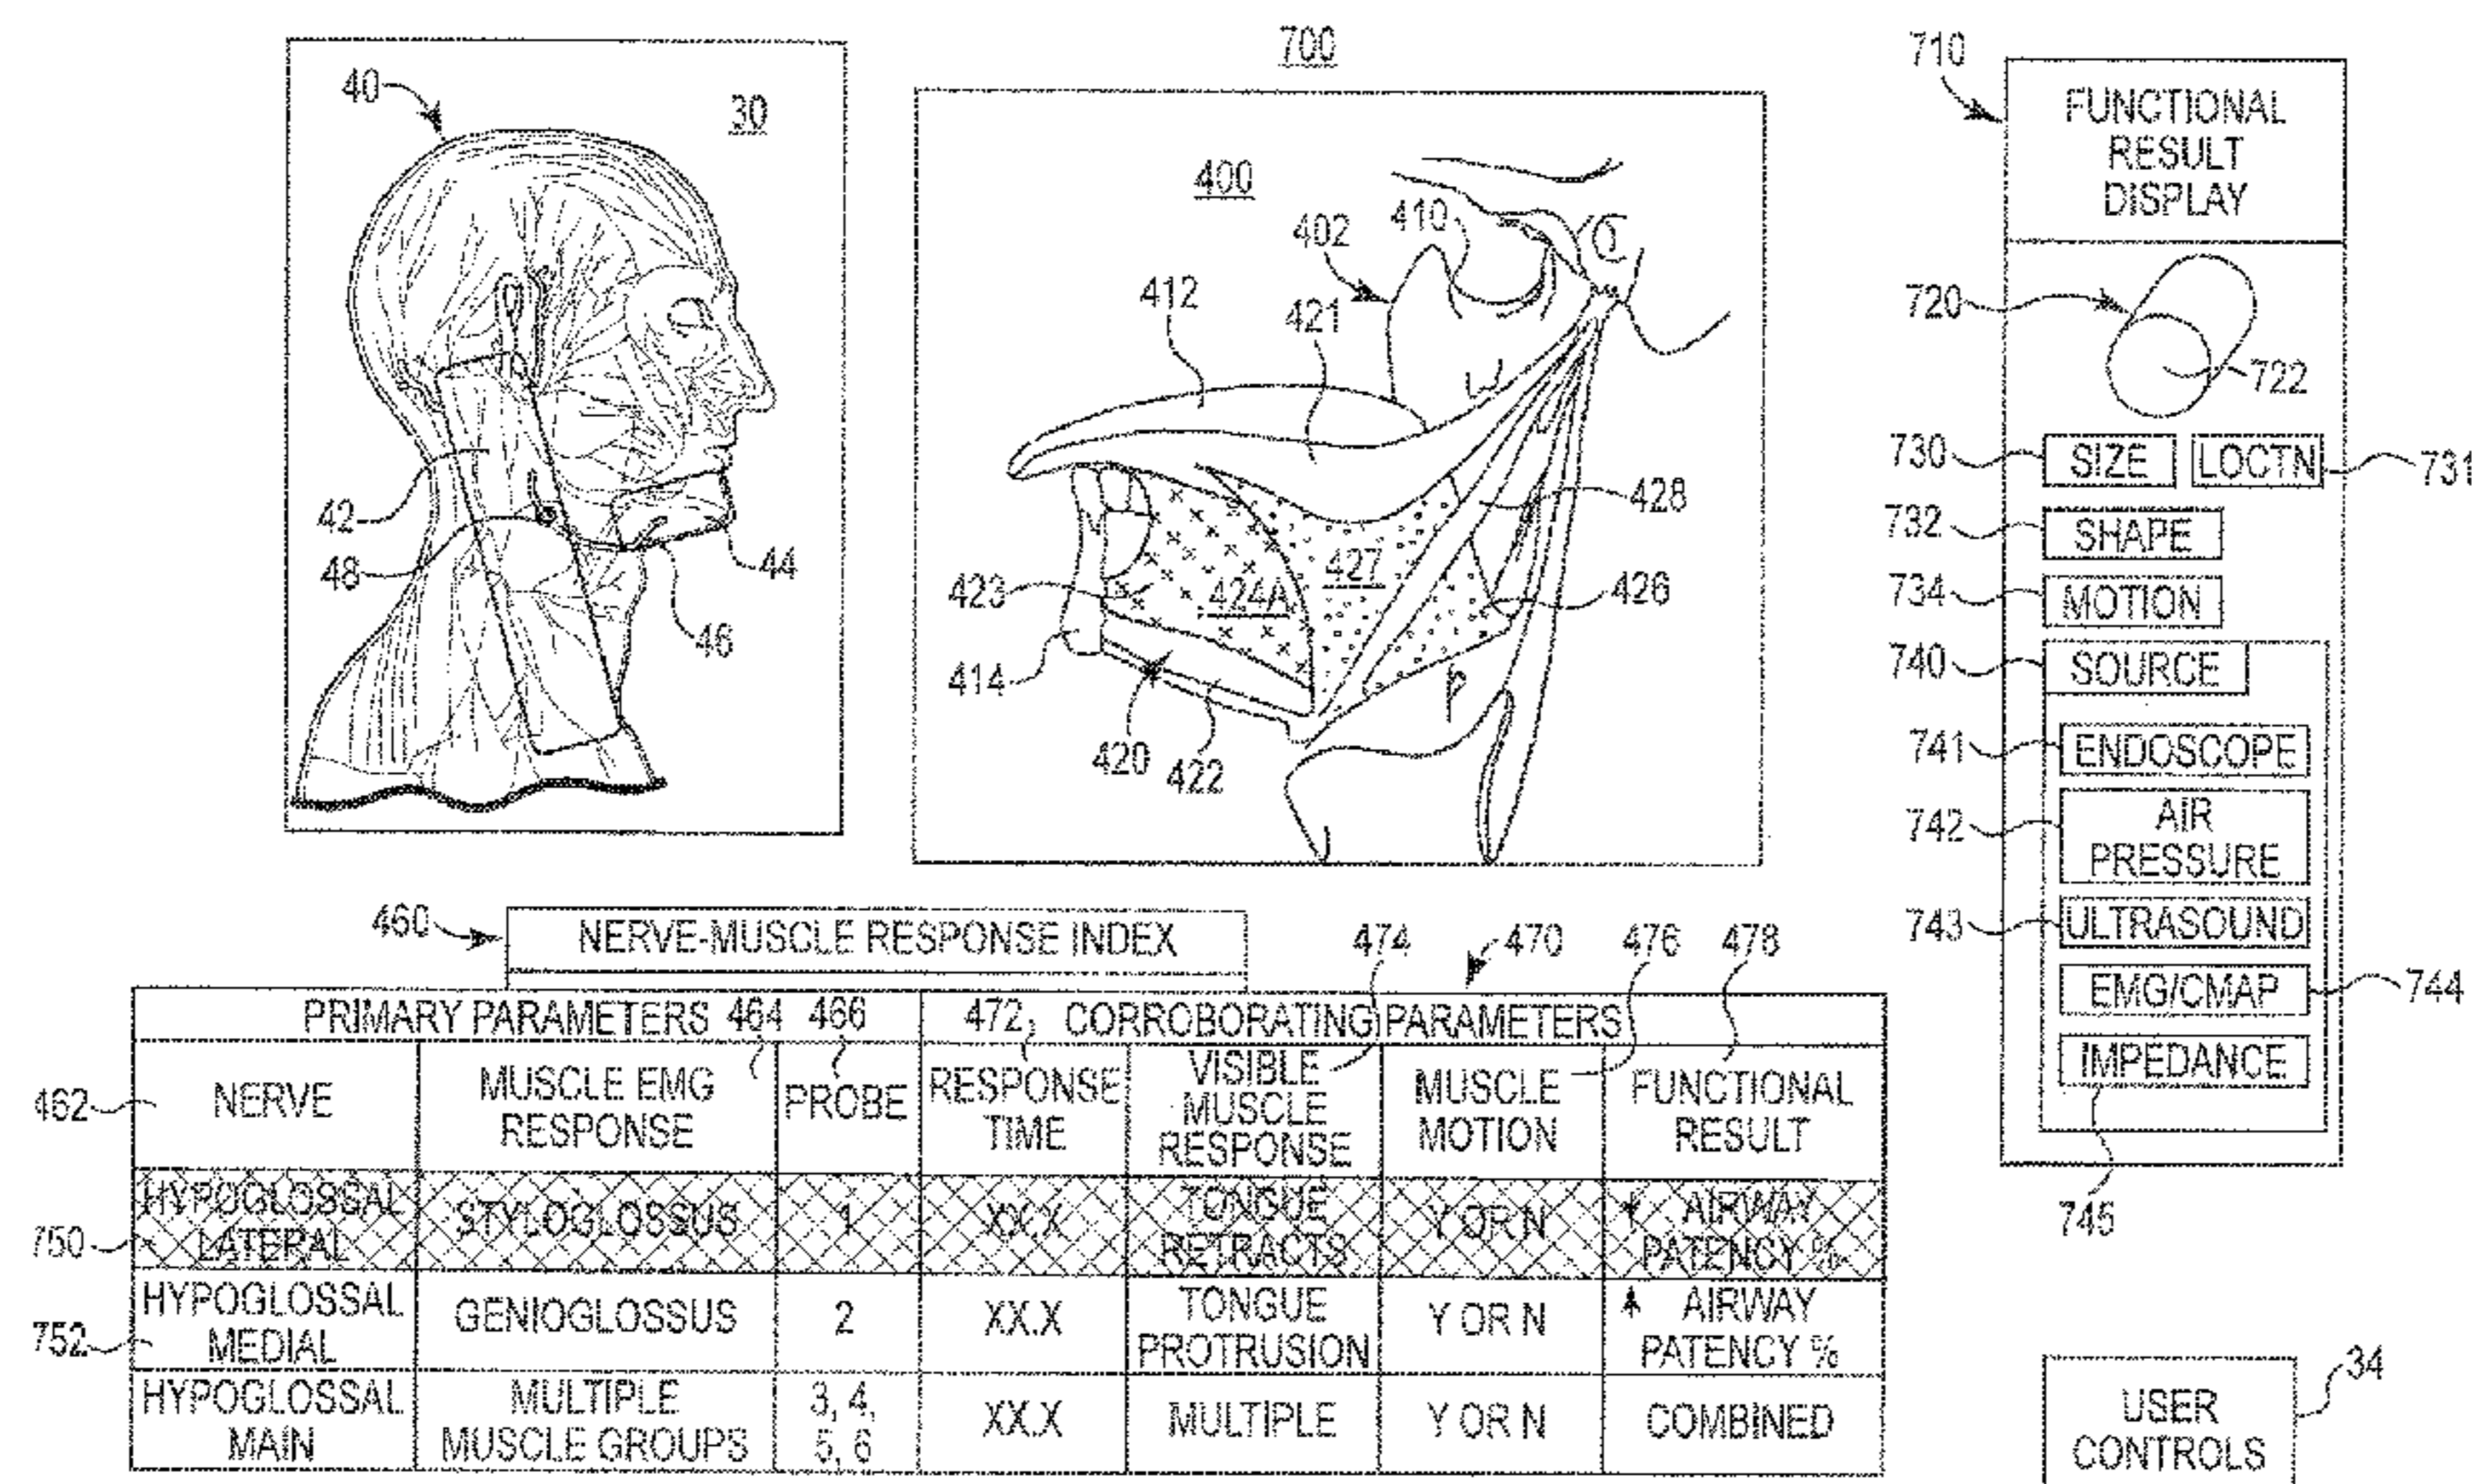 700
40
30
42
48
44
46
400
402
410
412
421
428
423
424A
427
426
414
420
422
710
FUNCTIONAL
RESULT
DISPLAY
720
722
730
SIZE
LOCTN
731
732
SHAPE
734
MOTION
740
SOURCE
741
ENDOSCOPE
742
AIR
PRESSURE
743
ULTRASOUND
EMG/CMAP
744
IMPEDANCE
745
460
NERVE-MUSCLE RESPONSE INDEX
474
470
476
478
PRIMARY PARAMETERS
464
466
472
CORROBORATING PARAMETERS
462
NERVE
MUSCLE EMG
RESPONSE
PROBE
RESPONSE
TIME
VISIBLE
MUSCLE
RESPONSE
MUSCLE
MOTION
FUNCTIONAL
RESULT
750
HYPOGLOSSAL
LATERAL
STYLOGLOSSUS
1
XX.X
TONGUE
RETRACTS
Y OR N
AIRWAY
PATENCY %
752
HYPOGLOSSAL
MEDIAL
GENIOGLOSSUS
2
XX.X
TONGUE
PROTRUSION
Y OR N
AIRWAY
PATENCY %
HYPOGLOSSAL
MAIN
MULTIPLE
MUSCLE GROUPS
3, 4,
5, 6
XX.X
MULTIPLE
Y OR N
COMBINED
34
USER
CONTROLS